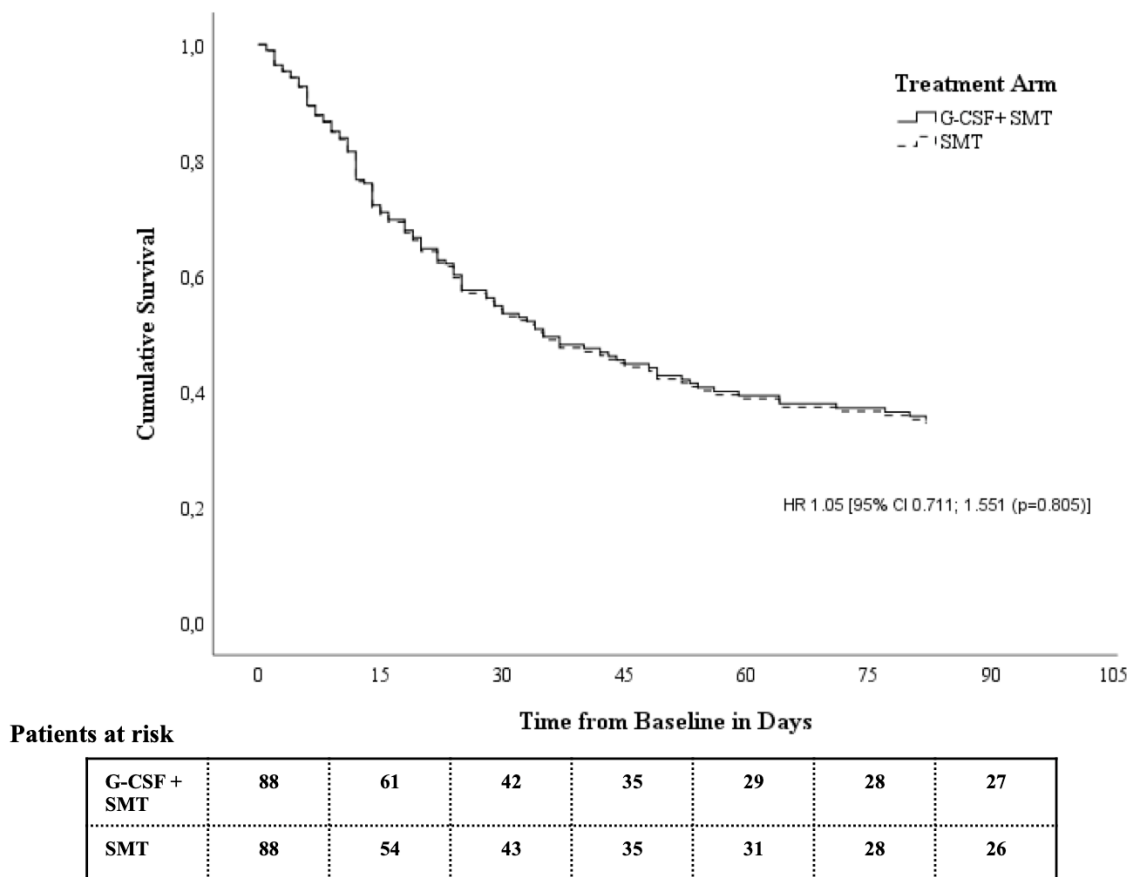 1,0
0,8
0,6
0,4
0,2
0,0
Cumulative Survival
Treatment Arm
G-CSF+ SMT
SMT
HR 1.05 [95% CI 0.711; 1.551 (p=0.805)]
0 15 30 45 60 75 90 105
Time from Baseline in Days
Patients at risk
G-CSF + SMT 88 61 42 35 29 28 27
SMT 88 54 43 35 31 28 26